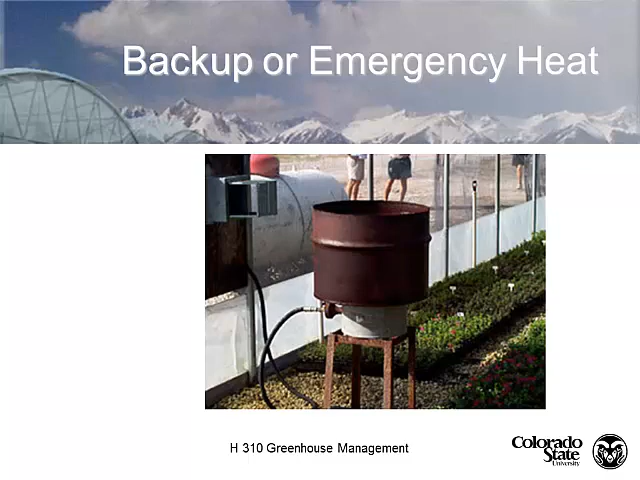 Backup or Emergency Heat
H 310 Greenhouse Management
Colorado
State
University